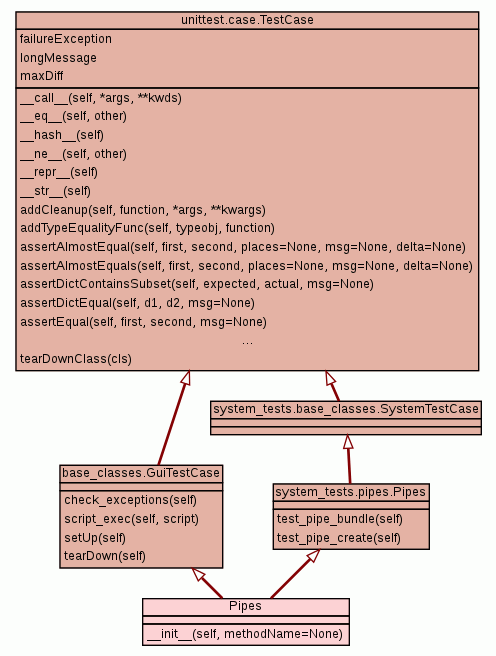 unittest.case.TestCase
failureException
longMessage
maxDiff
__call__(self, *args, **kwds)
__eq__(self, other)
__hash__(self)
__ne__(self, other)
__repr__(self)
__str__(self)
addCleanup(self, function, *args, **kwargs)
addTypeEqualityFunc(self, typeobj, function)
assertAlmostEqual(self, first, second, places=None, msg=None, delta=None)
assertAlmostEquals(self, first, second, places=None, msg=None, delta=None)
assertDictContainsSubset(self, expected, actual, msg=None)
assertDictEqual(self, d1, d2, msg=None)
assertEqual(self, first, second, msg=None)
...
tearDownClass(cls)
system_tests.base_classes.SystemTestCase
base_classes.GuiTestCase
check_exceptions(self)
script_exec(self, script)
setUp(self)
tearDown(self)
system_tests.pipes.Pipes
test_pipe_bundle(self)
test_pipe_create(self)
Pipes
__init__(self, methodName=None)